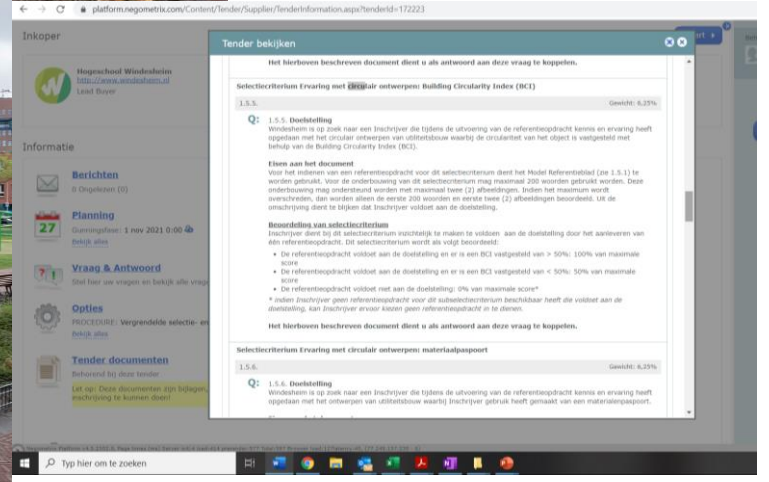 platform.negometrix.com/Content/Tender/Supplier/TenderInformation.aspx?tenderId=172223
Inkoper
Hogeschool Windesheim
http://www.windesheim.nl
Lead Buyer
Informatie
Berichten
0 Ongelezen (0)
27
Planning
Gunningsfase: 1 nov 2021 0:00
Bekijk alles
Vraag & Antwoord
Stel hier uw vragen en bekijk alle vrage
Opties
PROCEDURE: Vergrendelde selectie- en
Bekijk alles
Tender documenten
Behorend bij deze tender
Let op: Deze documenten zijn bijlagen,
inschrijving te kunnen doen!
Tender bekijken
Het hierboven beschreven document dient u als antwoord aan deze vraag te koppelen.
Selectiecriterium Ervaring met circulair ontwerpen: Building Circularity Index (BCI)
1.5.5. Gewicht: 6,25%
Q: 1.5.5. Doelstelling
Windesheim is op zoek naar een Inschrijver die tijdens de uitvoering van de referentieopdracht kennis en ervaring heeft
opgedaan met het circulair ontwerpen van utiliteitsbouw waarbij de circulariteit van het object is vastgesteld met
behulp van de Building Circularity Index (BCI).
Eisen aan het document
Voor het indienen van een referentieopdracht voor dit selectiecriterium dient het Model Referentieblad (zie 1.5.1) te
worden gebruikt. Voor de onderbouwing van dit selectiecriterium mag maximaal 200 woorden gebruikt worden. Deze
onderbouwing mag ondersteund worden met maximaal twee (2) afbeeldingen. Indien het maximum wordt
overschreden, dan worden alleen de eerste 200 woorden en eerste twee (2) afbeeldingen beoordeeld. Uit de
omschrijving dient te blijken dat Inschrijver voldoet aan de doelstelling.
Beoordeling van selectiecriterium
Inschrijver dient bij dit selectiecriterium inzichtelijk te maken te voldoen aan de doelstelling door het aanleveren van
één referentieopdracht. Dit selectiecriterium wordt als volgt beoordeeld:
• De referentieopdracht voldoet aan de doelstelling en er is een BCI vastgesteld van > 50%: 100% van maximale
score
• De referentieopdracht voldoet aan de doelstelling en er is een BCI vastgesteld van < 50%: 50% van maximale
score
• De referentieopdracht voldoet niet aan de doelstelling: 0% van maximale score*
* Indien Inschrijver geen referentieopdracht voor dit subselectiecriterium beschikbaar heeft die voldoet aan de
doelstelling, kan Inschrijver ervoor kiezen geen referentieopdracht in te dienen.
Het hierboven beschreven document dient u als antwoord aan deze vraag te koppelen.
Selectiecriterium Ervaring met circulair ontwerpen: materiaalpaspoort
1.5.6. Gewicht: 6,25%
Q: 1.5.6. Doelstelling
Windesheim is op zoek naar een Inschrijver die tijdens de uitvoering van de referentieopdracht kennis en ervaring heeft
opgedaan met het ontwerpen van utiliteitsbouw waarbij Inschrijver gebruik heeft gemaakt van een materialenpaspoort.
Typ hier om te zoeken